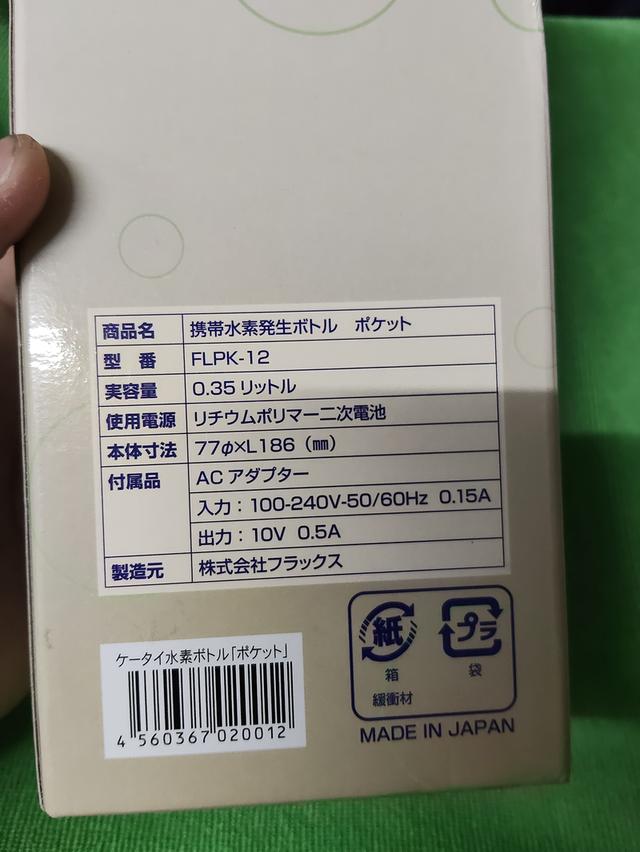 商品名 携帯水素発生ボトル ポケット
型 番 FLPK-12
実容量 0.35リットル
使用電源 リチウムポリマー二次電池
本体寸法 77φ×L186（㎜）
付属品 ACアダプター
入力：100-240V-50/60Hz 0.15A
出力：10V 0.5A
製造元 株式会社フラックス
ケータイ水素ボトル「ポケット」
4 560367 020012
紙
箱
緩衝材
プラ
袋
MADE IN JAPAN